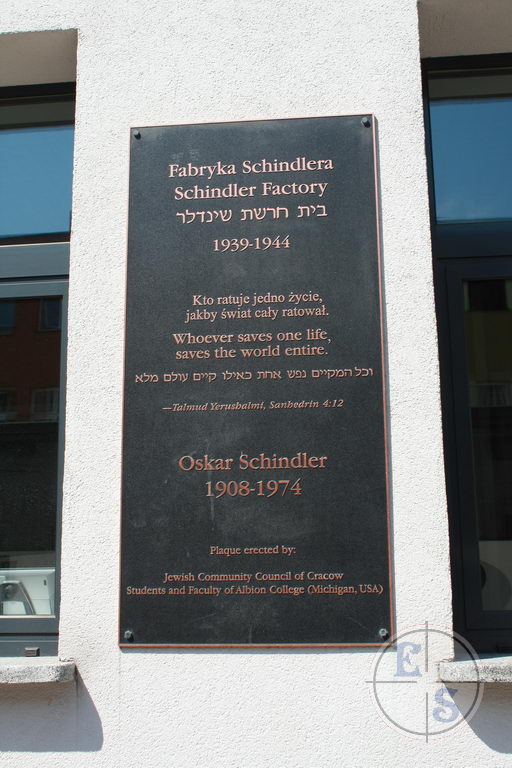 Fabryka Schindlera
Schindler Factory
בית חרשת שינדלר
1939-1944
Kto ratuje jedno życie,
jakby świat cały ratował.
Whoever saves one life,
saves the world entire.
וכל המקיים נפש אחת כאילו קיים עולם מלא
—Talmud Yerushalmi, Sanhedrin 4:12
Oskar Schindler
1908-1974
Plaque erected by:
Jewish Community Council of Cracow
Students and Faculty of Albion College (Michigan, USA)
E
S